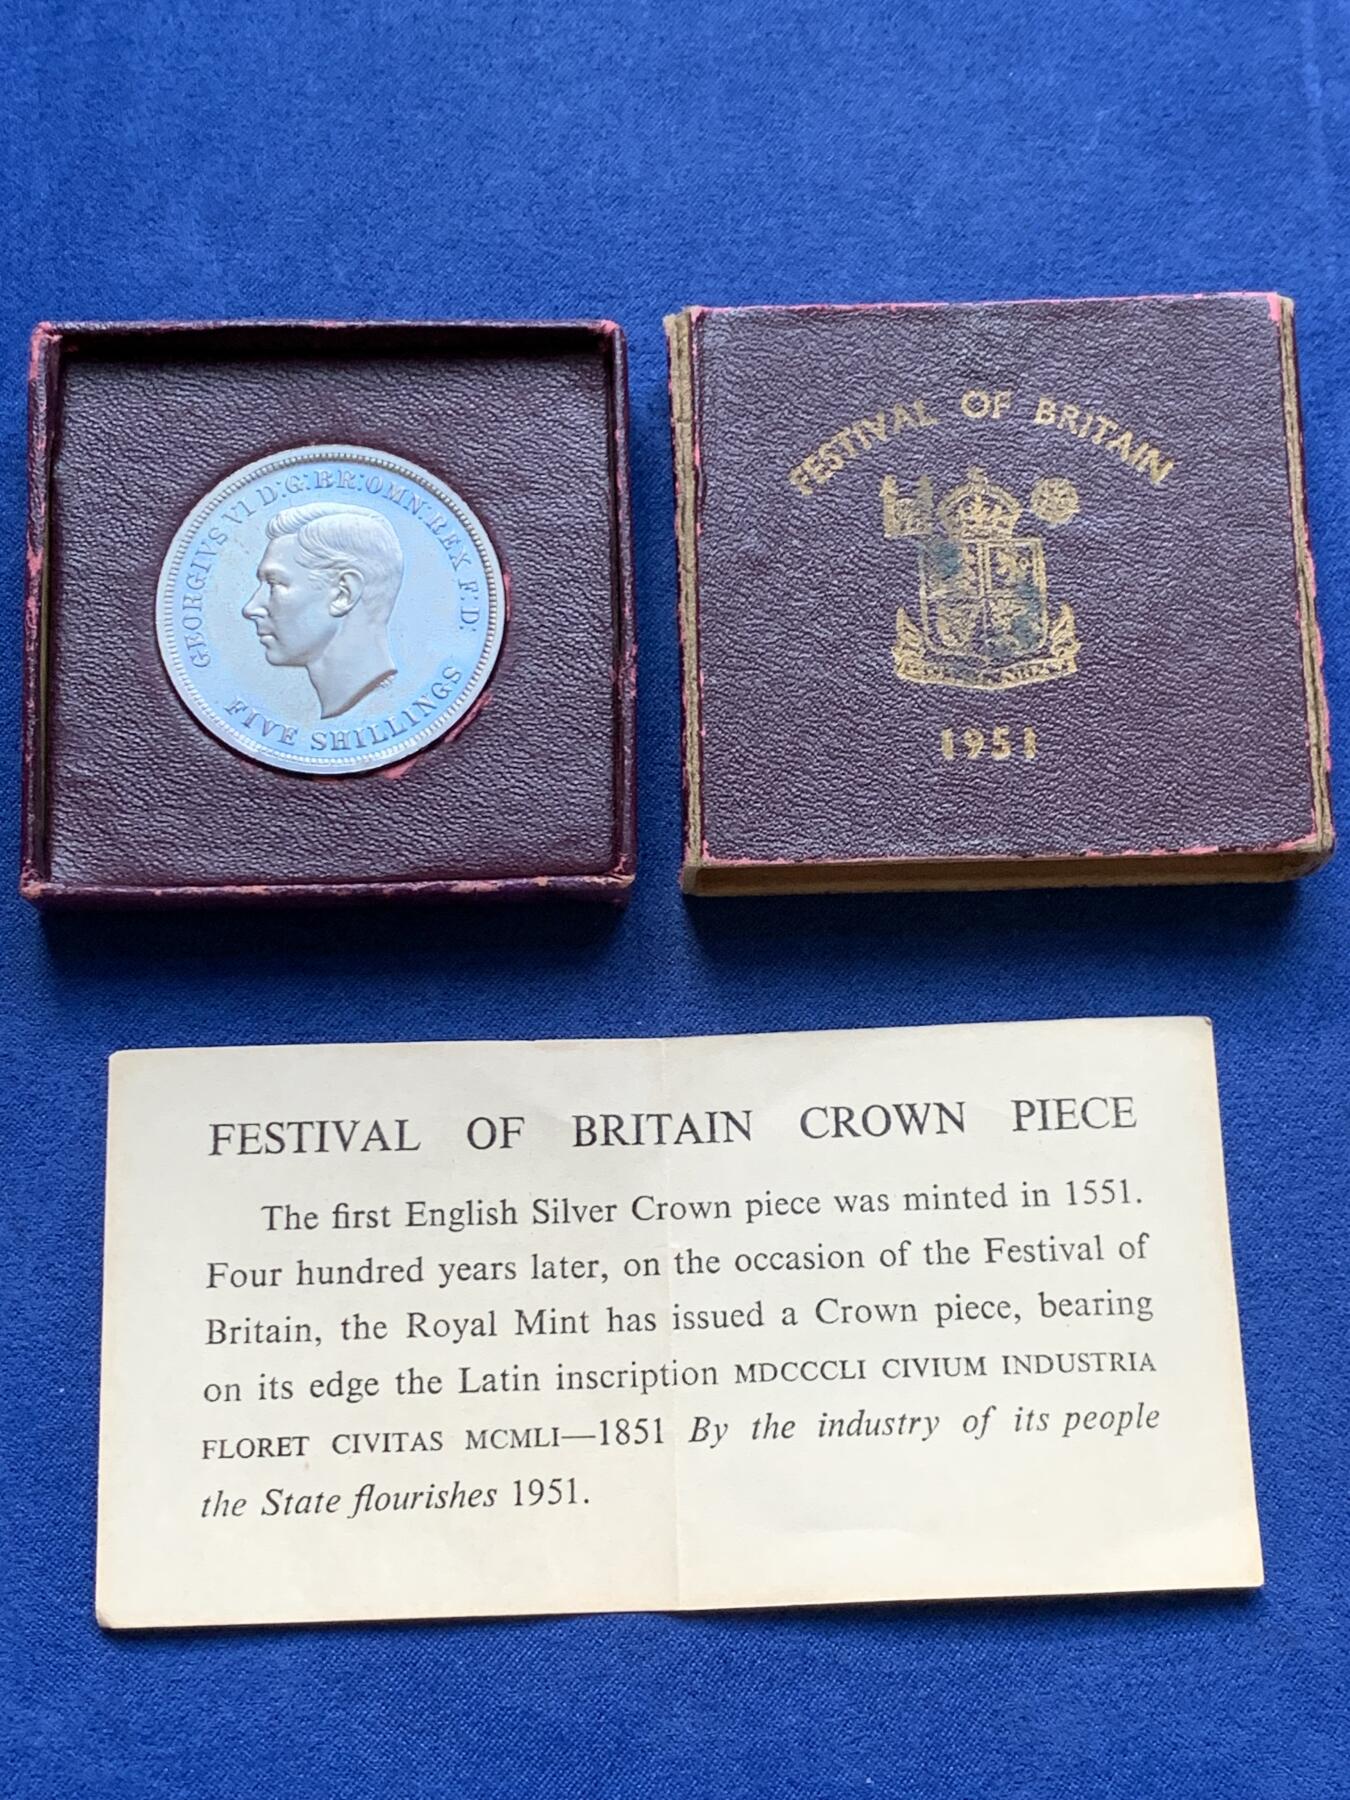 GEORGIVS VI D:G:BR:OMN:REX F:D:
FIVE SHILLINGS
FESTIVAL OF BRITAIN
1951
FESTIVAL OF BRITAIN CROWN PIECE
The first English Silver Crown piece was minted in 1551.
Four hundred years later, on the occasion of the Festival of
Britain, the Royal Mint has issued a Crown piece, bearing
on its edge the Latin inscription MDCCCLI CIVIUM INDUSTRIA
FLORET CIVITAS MCMLI—1851 By the industry of its people
the State flourishes 1951.